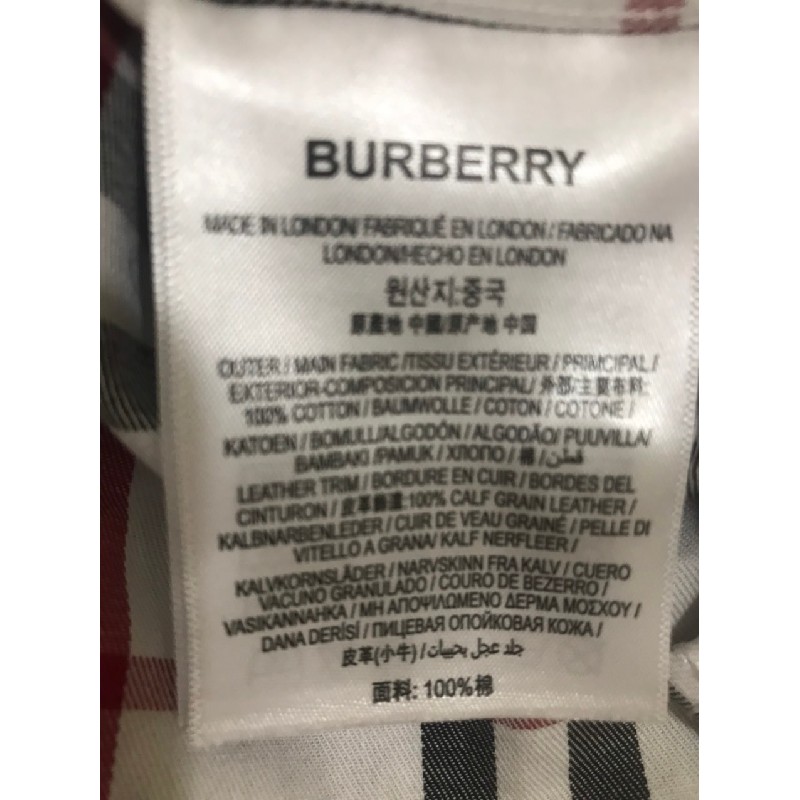 BURBERRY
MADE IN LONDON/ FABRIQUÉ EN LONDON / FABRICADO NA
LONDON/HECHO EN LONDON
원산지:중국
原產地 中國/原产地 中国
OUTER / MAIN FABRIC /TISSU EXTÉRIEUR / PRIMCIPAL /
EXTERIOR-COMPOSICION PRINCIPAL/ 外部/主要布料:
100% COTTON / BAUMWOLLE / COTON / COTONE /
KATOEN / BOMULL/ALGODÓN / ALGODÃO/ PUUVILLA/
BAMBAKI /PAMUK / ХЛОПО / 棉 /قطن/
LEATHER TRIM / BORDURE EN CUIR / BORDES DEL
CINTURON / 皮革飾邊:100% CALF GRAIN LEATHER /
KALBNARBENLEDER / CUIR DE VEAU GRAINÉ / PELLE DI
VITELLO A GRANA/ KALF NERFLEER /
KALVKORNSLÄDER / NARVSKINN FRA KALV / CUERO
VACUNO GRANULADO / COURO DE BEZERRO /
VASIKANNAHKA / ΜΗ ΑΠΟΨΙΛΩΜΕΝΟ ΔΕΡΜΑ ΜΟΣΧΟΥ /
DANA DERİSİ / ПИЦЕВАЯ ОПОЙКОВАЯ КОЖА /
皮革(小牛) /جلد عجل بحبيبات/
面料: 100%棉